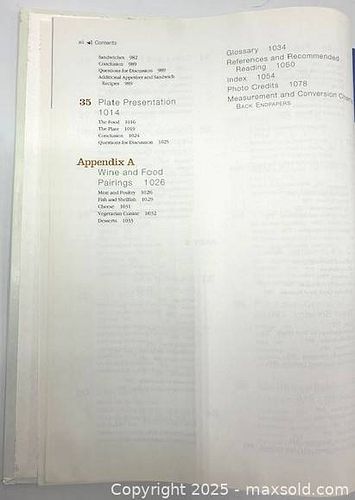 xii Contents
Sandwiches 982
Conclusion 989
Questions for Discussion 989
Additional Appetizer and Sandwich
Recipes 989
35 Plate Presentation
1014
The Food 1016
The Plate 1019
Conclusion 1024
Questions for Discussion 1025
Appendix A
Wine and Food
Pairings 1026
Meat and Poultry 1026
Fish and Shellfish 1029
Cheese 1031
Vegetarian Cuisine 1032
Desserts 1033
Glossary 1034
References and Recommended
Reading 1050
Index 1054
Photo Credits 1078
Measurement and Conversion Charts
BACK ENDPAPERS
Copyright 2025 - maxsold.com